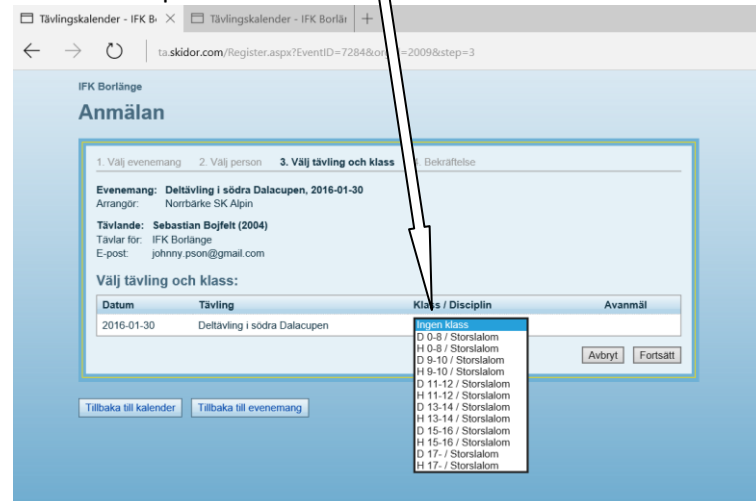 Tävlingskalender - IFK B
Tävlingskalender - IFK Borlär
ta.skidor.com/Register.aspx?EventID=7284&or =2009&step=3
IFK Borlänge
Anmälan
1. Välj evenemang 2. Välj person 3. Välj tävling och klass . Bekräftelse
Evenemang: Deltävling i södra Dalacupen, 2016-01-30
Arrangör: Norrbärke SK Alpin
Tävlande: Sebastian Bojfelt (2004)
Tävlar för: IFK Borlänge
E-post: johnny.pson@gmail.com
Välj tävling och klass:
Datum Tävling Klass / Disciplin Avanmäl
2016-01-30 Deltävling i södra Dalacupen Ingen klass
D 0-8 / Storslalom
H 0-8 / Storslalom
D 9-10 / Storslalom
H 9-10 / Storslalom
D 11-12 / Storslalom
H 11-12 / Storslalom
D 13-14 / Storslalom
H 13-14 / Storslalom
D 15-16 / Storslalom
H 15-16 / Storslalom
D 17- / Storslalom
H 17- / Storslalom
Avbryt Fortsätt
Tillbaka till kalender Tillbaka till evenemang